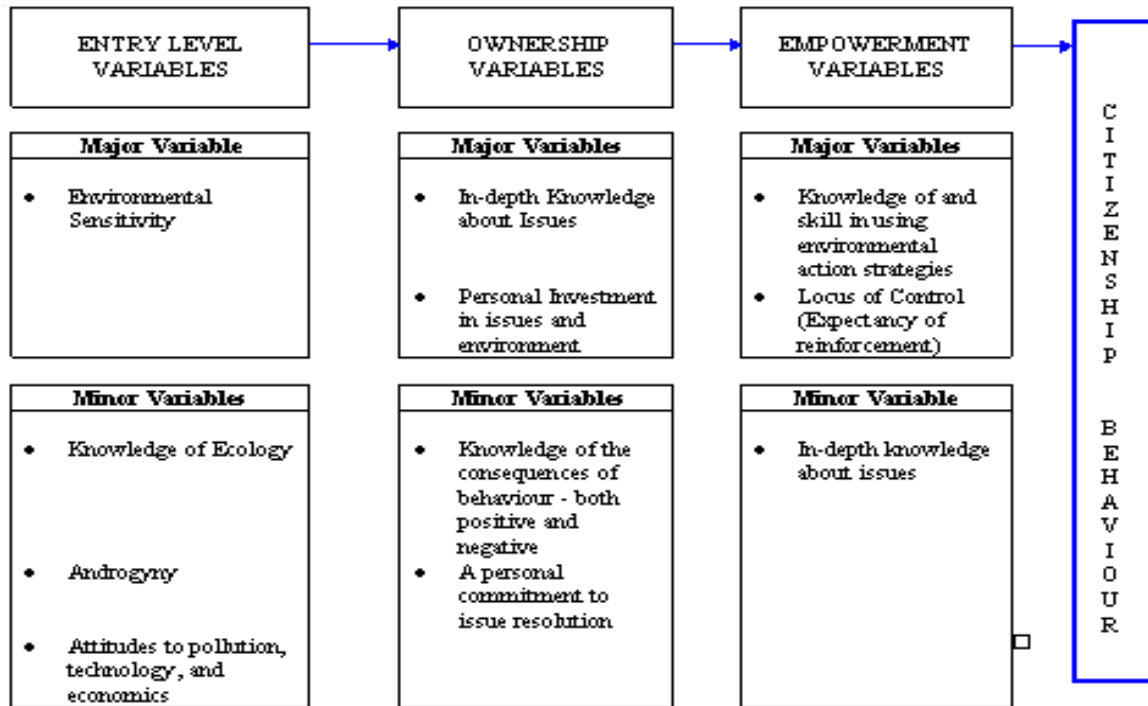 ENTRY LEVEL
VARIABLES
OWNERSHIP
VARIABLES
EMPOWERMENT
VARIABLES
Major Variable
• Environmental
Sensitivity
Major Variables
• In-depth Knowledge
about Issues
• Personal Investment
in issues and
environment
Major Variables
• Knowledge of and
skill in using
environmental
action strategies
• Locus of Control
(Expectancy of
reinforcement)
Minor Variables
• Knowledge of Ecology
• Androgyny
• Attitudes to pollution,
technology, and
economics
Minor Variables
• Knowledge of the
consequences of
behaviour - both
positive and
negative
• A personal
commitment to
issue resolution
Minor Variable
• In-depth knowledge
about issues
CITIZENSHIP BEHAVIOUR